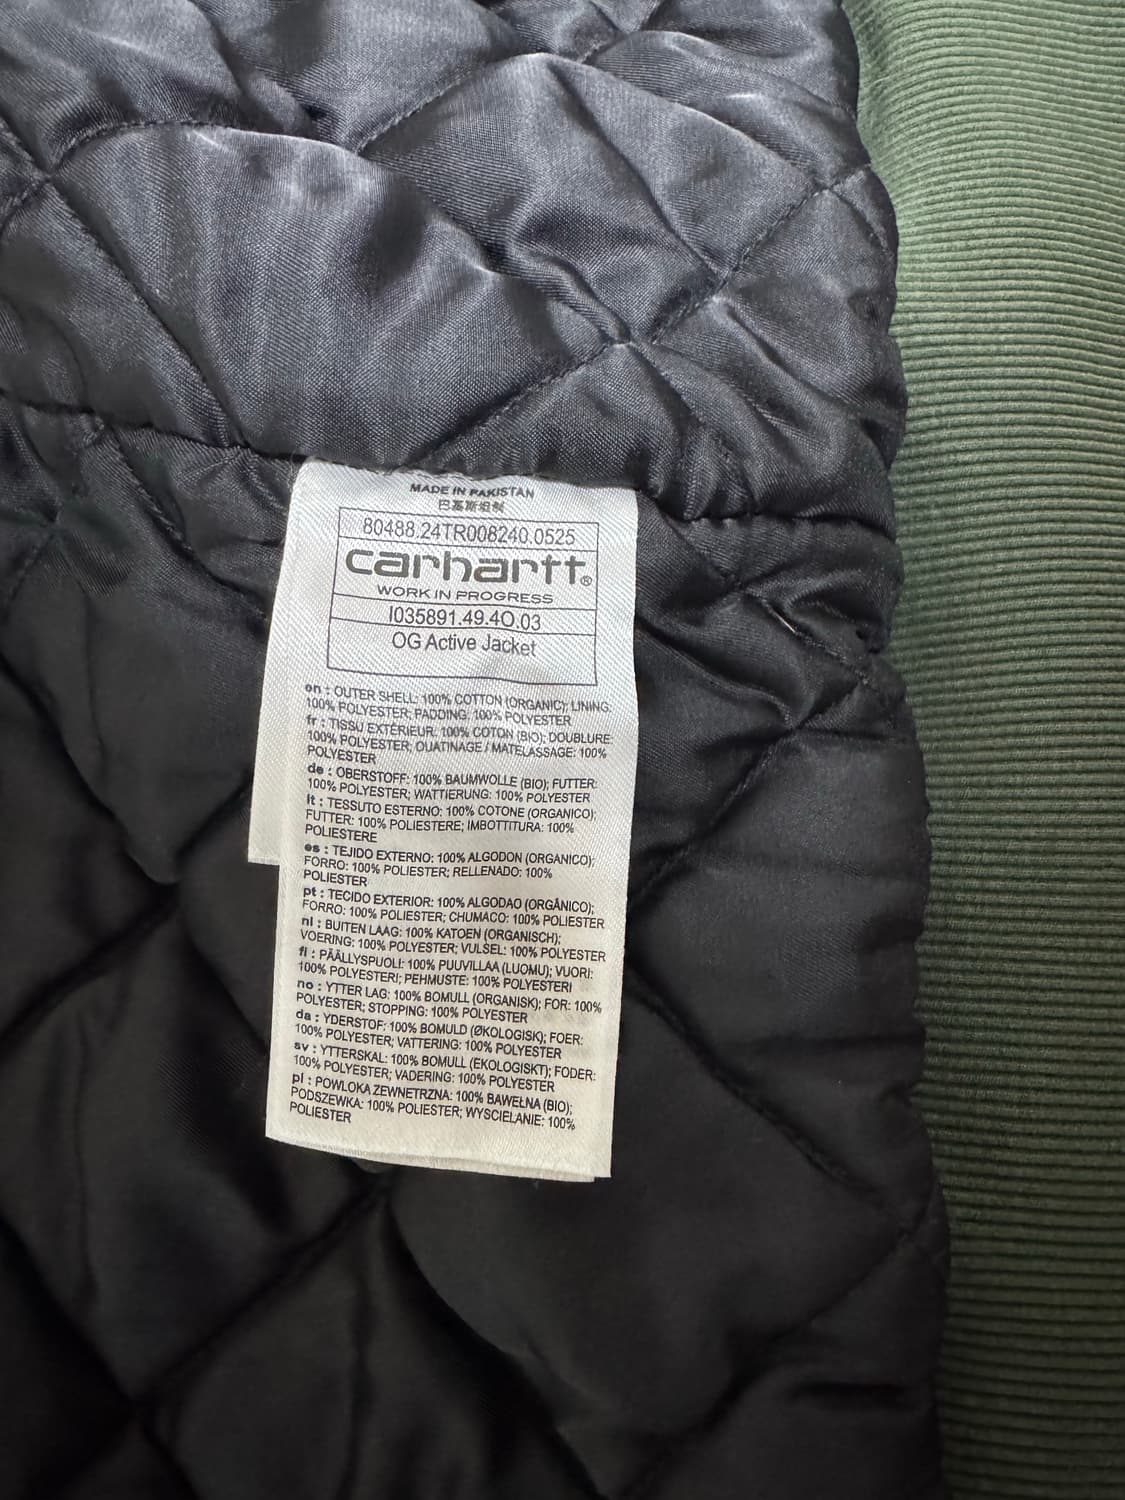 MADE IN PAKISTAN
巴基斯坦制
80488.24TR008240.0525
carhartt®
WORK IN PROGRESS
I035891.49.4O.03
OG Active Jacket
en : OUTER SHELL: 100% COTTON (ORGANIC); LINING:
100% POLYESTER; PADDING: 100% POLYESTER
fr : TISSU EXTÉRIEUR: 100% COTON (BIO); DOUBLURE:
100% POLYESTER; OUATINAGE / MATELASSAGE: 100%
POLYESTER
de : OBERSTOFF: 100% BAUMWOLLE (BIO); FUTTER:
100% POLYESTER; WATTIERUNG: 100% POLYESTER
it : TESSUTO ESTERNO: 100% COTONE (ORGANICO);
FUTTER: 100% POLIESTERE; IMBOTTITURA: 100%
POLIESTERE
es : TEJIDO EXTERNO: 100% ALGODON (ORGANICO);
FORRO: 100% POLIESTER; RELLENADO: 100%
POLIESTER
pt : TECIDO EXTERIOR: 100% ALGODAO (ORGÂNICO);
FORRO: 100% POLIESTER; CHUMACO: 100% POLIESTER
nl : BUITEN LAAG: 100% KATOEN (ORGANISCH);
VOERING: 100% POLYESTER; VULSEL: 100% POLYESTER
fi : PÄÄLLYSPUOLI: 100% PUUVILLAA (LUOMU); VUORI:
100% POLYESTERI; PEHMUSTE: 100% POLYESTERI
no : YTTER LAG: 100% BOMULL (ORGANISK); FOR: 100%
POLYESTER; STOPPING: 100% POLYESTER
da : YDERSTOF: 100% BOMULD (ØKOLOGISK); FOER:
100% POLYESTER; VATTERING: 100% POLYESTER
sv : YTTERSKAL: 100% BOMULL (EKOLOGISKT); FODER:
100% POLYESTER; VADERING: 100% POLYESTER
pl : POWLOKA ZEWNETRZNA: 100% BAWEŁNA (BIO);
PODSZEWKA: 100% POLIESTER; WYSCIELANIE: 100%
POLIESTER